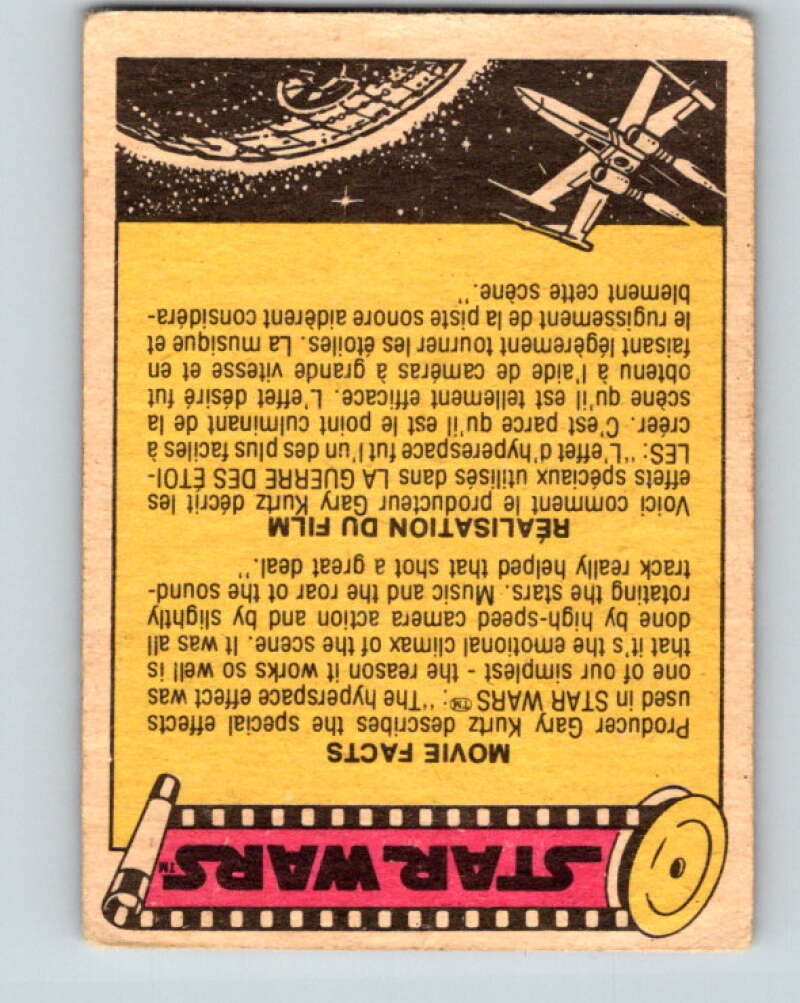 STAR WARS™
MOVIE FACTS
Producer Gary Kurtz describes the special effects
used in STAR WARS ™: "The hyperspace effect was
one of our simplest - the reason it works so well is
that it's the emotional climax of the scene. It was all
done by high-speed camera action and by slightly
rotating the stars. Music and the roar ot the sound-
track really helped that shot a great deal."
RÉALISATION DU FILM
Voici comment le producteur Gary Kurtz décrit les
effets spéciaux utilisés dans LA GUERRE DES ÉTOI-
LES: "L'effet d'hyperespace fut l'un des plus faciles à
créer. C'est parce qu'il est le point culminant de la
scène qu'il est tellement efficace. L'effet désiré fut
obtenu à l'aide de caméras à grande vitesse et en
faisant légèrement tourner les étoiles. La musique et
le rugissement de la piste sonore aidèrent considéra-
blement cette scène."